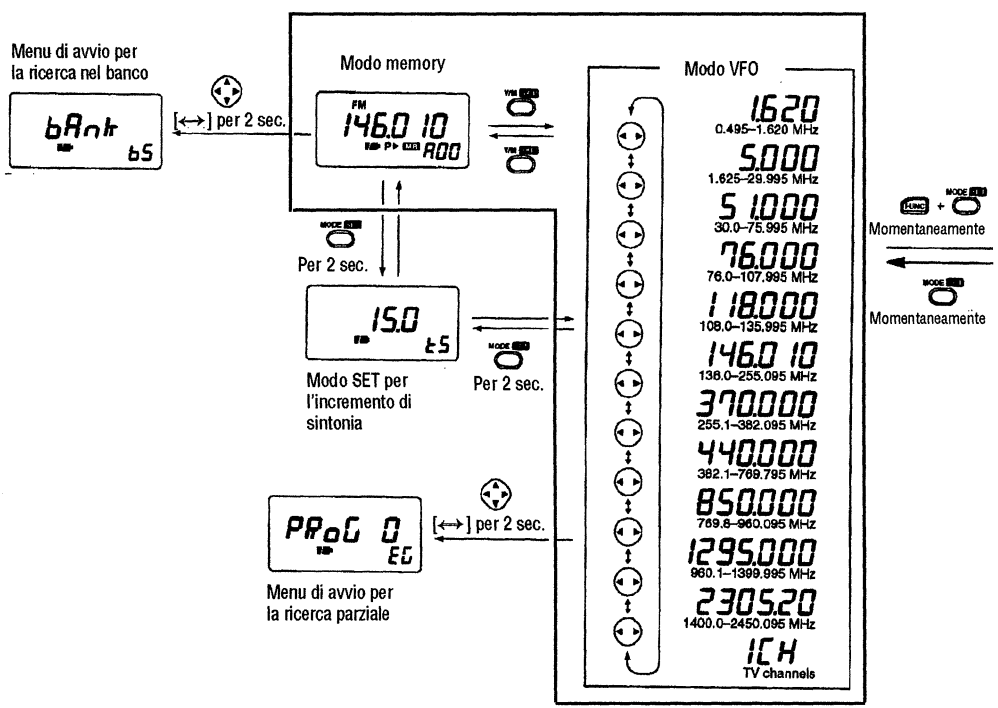 Menu di avvio per
la ricerca nel banco
bAnk
bS
[↔] per 2 sec.
Modo memory
FM
146.010
P
MR
A00
V/M
V/M
MODE
Per 2 sec.
15.0
tS
MODE
Per 2 sec.
Modo SET per
l'incremento di
sintonia
PRoG 0
EG
[↔] per 2 sec.
Menu di avvio per
la ricerca parziale
Modo VFO
1.620
0.495–1.620 MHz
5.000
1.625–29.995 MHz
51.000
30.0–75.995 MHz
76.000
76.0–107.995 MHz
118.000
108.0–135.995 MHz
146.010
136.0–255.095 MHz
370.000
255.1–382.095 MHz
440.000
382.1–769.795 MHz
850.000
769.8–960.095 MHz
1295.000
960.1–1399.995 MHz
2305.20
1400.0–2450.095 MHz
1CH
TV channels
FUNC + MODE
Momentaneamente
MODE
Momentaneamente